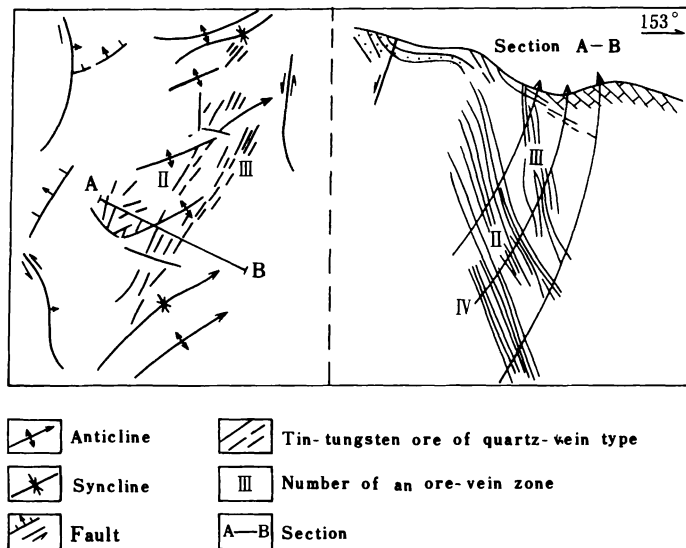 153°
Section A-B
A
II
III
B
III
II
IV
Anticline
Tin-tungsten ore of quartz-vein type
Syncline
III
Number of an ore-vein zone
Fault
A—B
Section